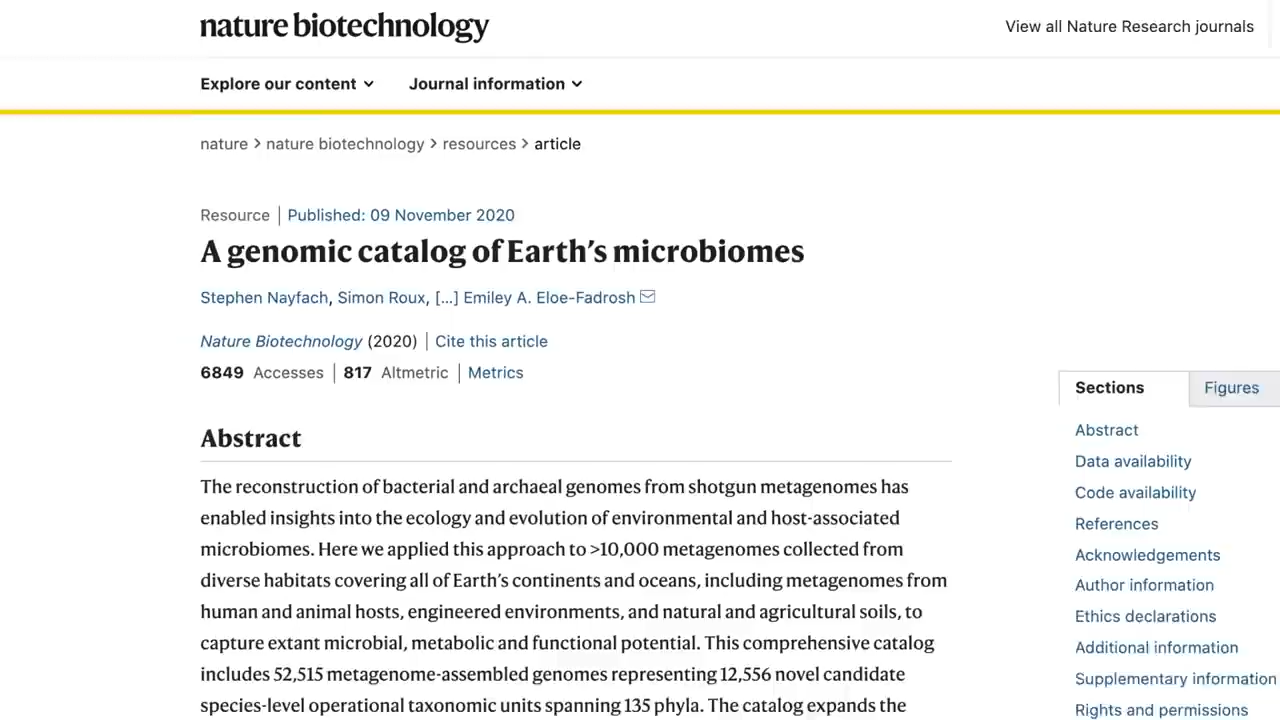 nature biotechnology
View all Nature Research journals
Explore our content
Journal information
nature > nature biotechnology > resources > article
Resource | Published: 09 November 2020
A genomic catalog of Earth’s microbiomes
Stephen Nayfach, Simon Roux, [...] Emiley A. Eloe-Fadrosh
Nature Biotechnology (2020) | Cite this article
6849 Accesses | 817 Altmetric | Metrics
Abstract
The reconstruction of bacterial and archaeal genomes from shotgun metagenomes has
enabled insights into the ecology and evolution of environmental and host-associated
microbiomes. Here we applied this approach to >10,000 metagenomes collected from
diverse habitats covering all of Earth’s continents and oceans, including metagenomes from
human and animal hosts, engineered environments, and natural and agricultural soils, to
capture extant microbial, metabolic and functional potential. This comprehensive catalog
includes 52,515 metagenome-assembled genomes representing 12,556 novel candidate
species-level operational taxonomic units spanning 135 phyla. The catalog expands the
Sections
Figures
Abstract
Data availability
Code availability
References
Acknowledgements
Author information
Ethics declarations
Additional information
Supplementary information
Rights and permissions